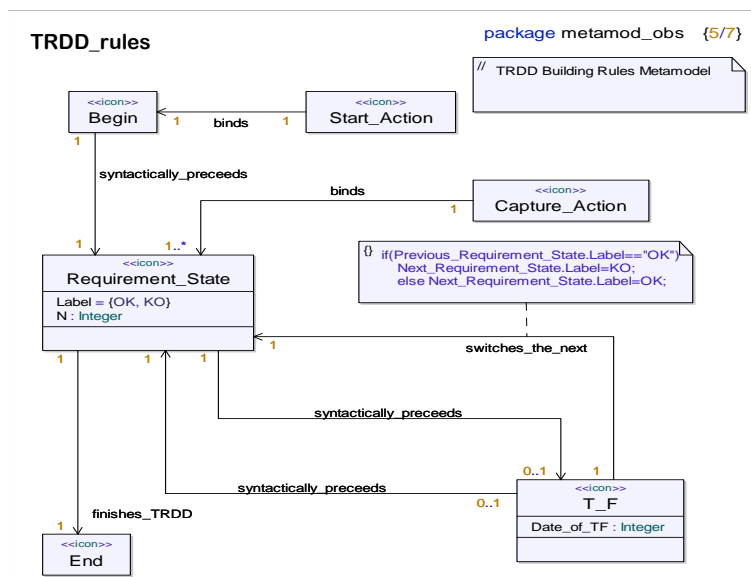 TRDD_rules
package metamod_obs {5/7}
// TRDD Building Rules Metamodel
<<icon>>
Begin
1
binds
1
<<icon>>
Start_Action
1
syntactically_preceeds
1
binds
1..*
1
<<icon>>
Capture_Action
<<icon>>
Requirement_State
Label = {OK, KO}
N : Integer
{} if(Previous_Requirement_State.Label=="OK")
Next_Requirement_State.Label=KO;
else Next_Requirement_State.Label=OK;
1
switches_the_next
1
1
1
1
syntactically_preceeds
0..1
syntactically_preceeds
0..1
1
<<icon>>
T_F
Date_of_TF : Integer
finishes_TRDD
1
<<icon>>
End